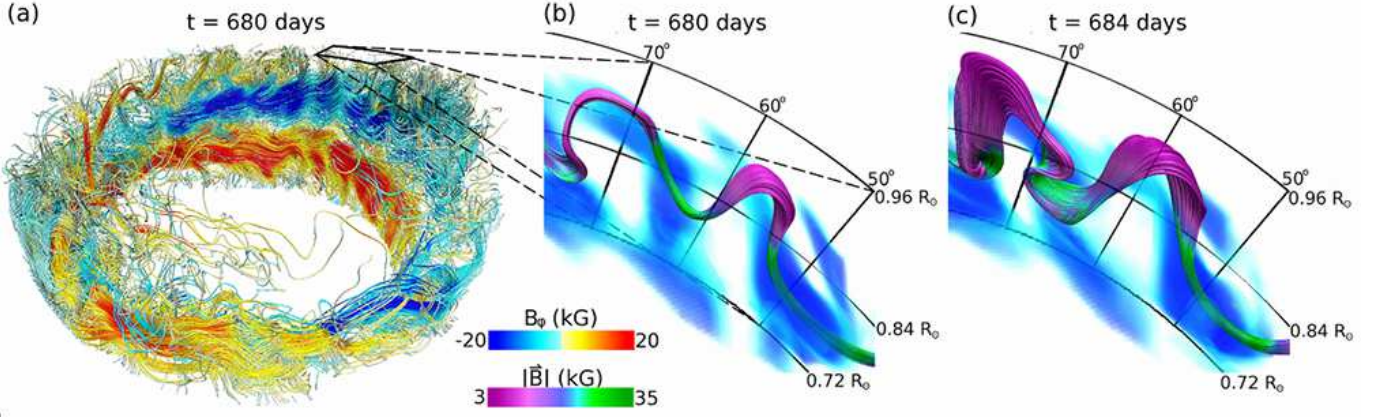 (a)
t = 680 days
(b)
t = 680 days
(c)
t = 684 days
70°
60°
50°
0.96 R⊙
0.84 R⊙
0.72 R⊙
70°
60°
50°
0.96 R⊙
0.84 R⊙
0.72 R⊙
Bφ (kG)
-20
20
|B⃗| (kG)
3
35